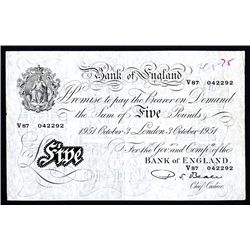 75
Bank of England
V87 042292
I Promise to pay the Bearer on Demand
the Sum of Five Pounds
1951 October 3 London 3 October 1951
V87 042292
For the Gov.r and Comp.a of the
BANK of ENGLAND.
V87 042292
Five
Chief Cashier